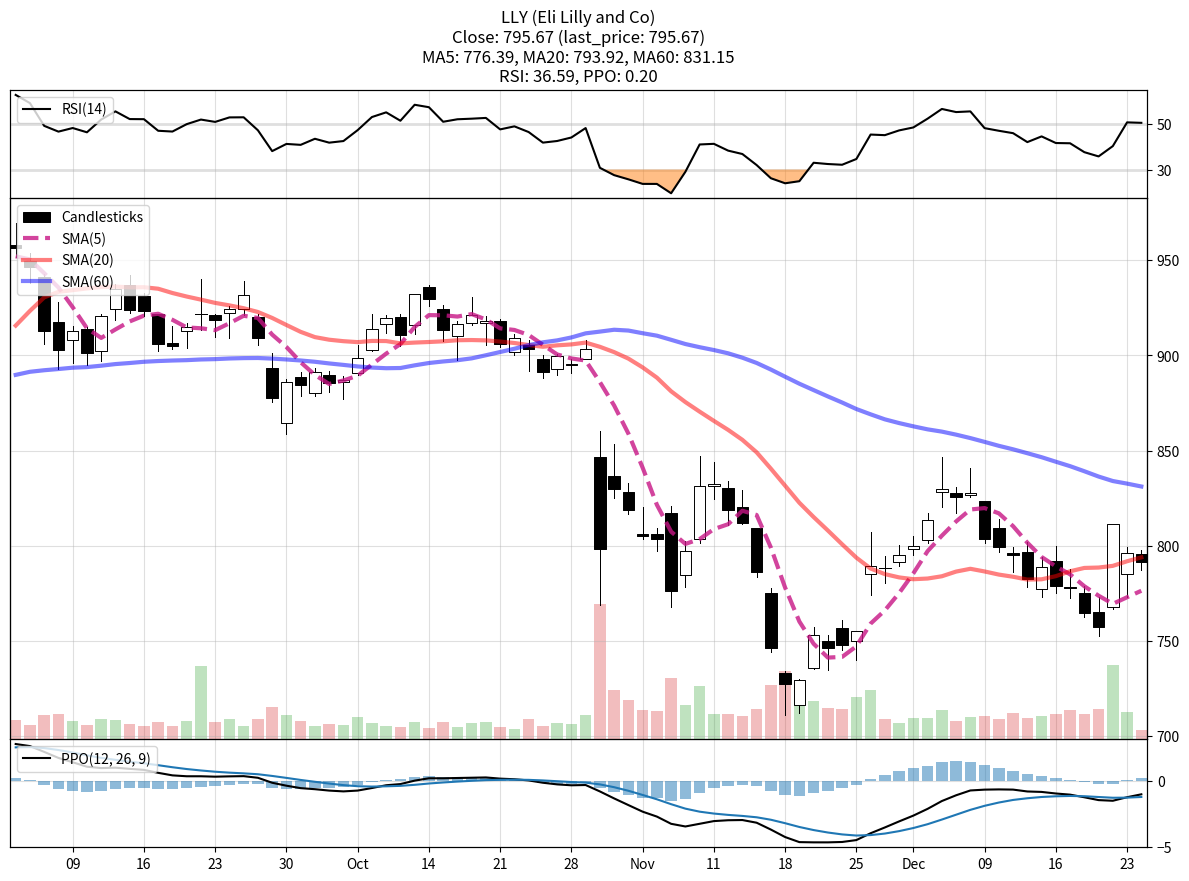 LLY (Eli Lilly and Co)
Close: 795.67 (last_price: 795.67)
MA5: 776.39, MA20: 793.92, MA60: 831.15
RSI: 36.59, PPO: 0.20
RSI(14)
50
30
Candlesticks
SMA(5)
SMA(20)
SMA(60)
950
900
850
800
750
700
PPO(12, 26, 9)
0
−5
09 16 23 30 Oct 14 21 28 Nov 11 18 25 Dec 09 16 23